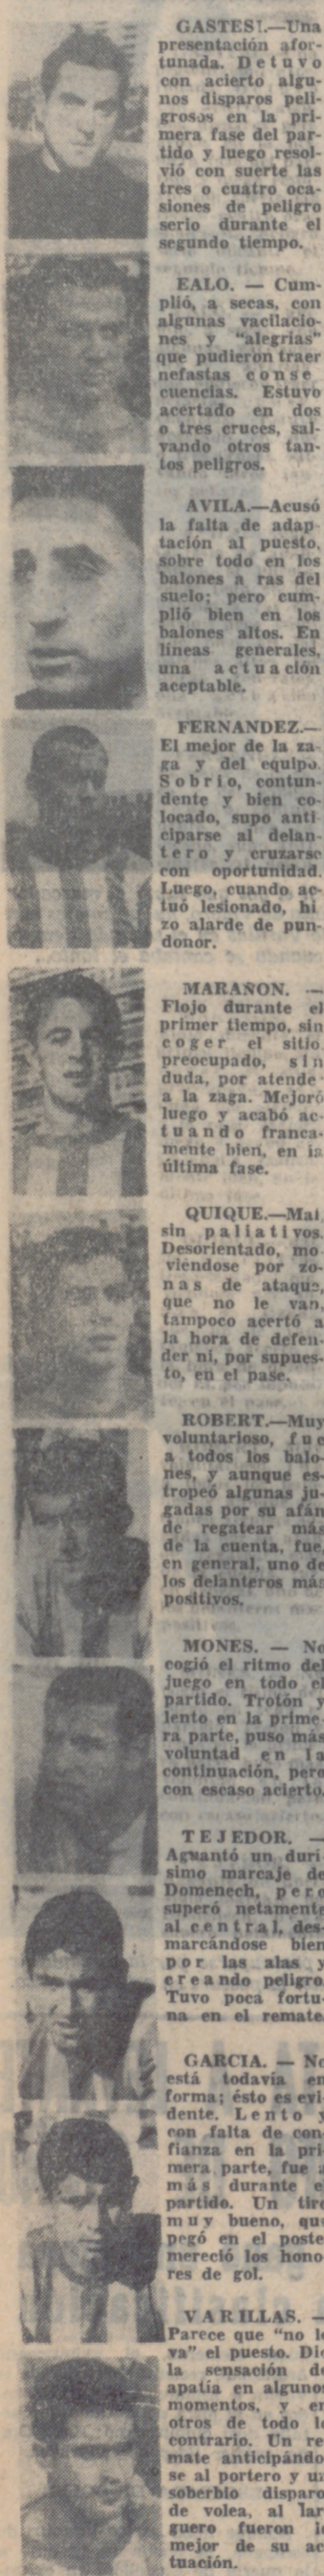 GASTESI.—Una
presentación afor-
tunada. Detuvo
con acierto algu-
nos disparos peli-
grosos en la pri-
mera fase del par-
tido y luego resol-
vió con suerte las
tres o cuatro oca-
siones de peligro
serio durante el
segundo tiempo.
EALO. — Cum-
plió, a secas, con
algunas vacilacio-
nes y "alegrías"
que pudieron traer
nefastas conse
cuencias. Estuvo
acertado en dos
o tres cruces, sal-
vando otros tan-
tos peligros.
AVILA.—Acusó
la falta de adap-
tación al puesto,
sobre todo en los
balones a ras del
suelo; pero cum-
plió bien en los
balones altos. En
líneas generales,
una actuación
aceptable.
FERNANDEZ.—
El mejor de la za-
ga y del equipo.
Sobrio, contun-
dente y bien co-
locado, supo anti
ciparse al delan-
tero y cruzarse
con oportunidad.
Luego, cuando ac-
tuó lesionado, hi
zo alarde de pun-
donor.
MARAÑON. —
Flojo durante el
primer tiempo, sin
coger el sitio,
preocupado, sin
duda, por atende
a la zaga. Mejoró
luego y acabó ac-
tuando franca-
mente bien, en la
última fase.
QUIQUE.—Mal
sin paliativos.
Desorientado, mo
viéndose por zo-
nas de ataque,
que no le van,
tampoco acertó a
la hora de defen-
der ni, por supues-
to, en el pase.
ROBERT.—Muy
voluntarioso, fue
a todos los balo-
nes, y aunque es-
tropeó algunas ju-
gadas por su afán
de regatear más
de la cuenta, fue,
en general, uno de
los delanteros más
positivos.
MONES. — No
cogió el ritmo del
juego en todo el
partido. Trotón y
lento en la prime-
ra parte, puso más
voluntad en la
continuación, pero
con escaso acierto.
TEJEDOR. —
Aguantó un durí
simo marcaje de
Domenech, pero
superó netamente
al central, des-
marcándose bien
por las alas y
creando peligro.
Tuvo poca fortu-
na en el remate.
GARCIA. — No
está todavía en
forma; ésto es evi
dente. Lento y
con falta de con-
fianza en la pri
mera parte, fue a
más durante el
partido. Un tiro
muy bueno, que
pegó en el poste
mereció los hono
res de gol.
VARILLAS. —
Parece que "no le
va" el puesto. Dió
la sensación de
apatía en algunos
momentos, y en
otros de todo lo
contrario. Un re
mate anticipándo
se al portero y un
soberbio disparo
de volea, al lar
guero fueron lo
mejor de su ac
tuación.